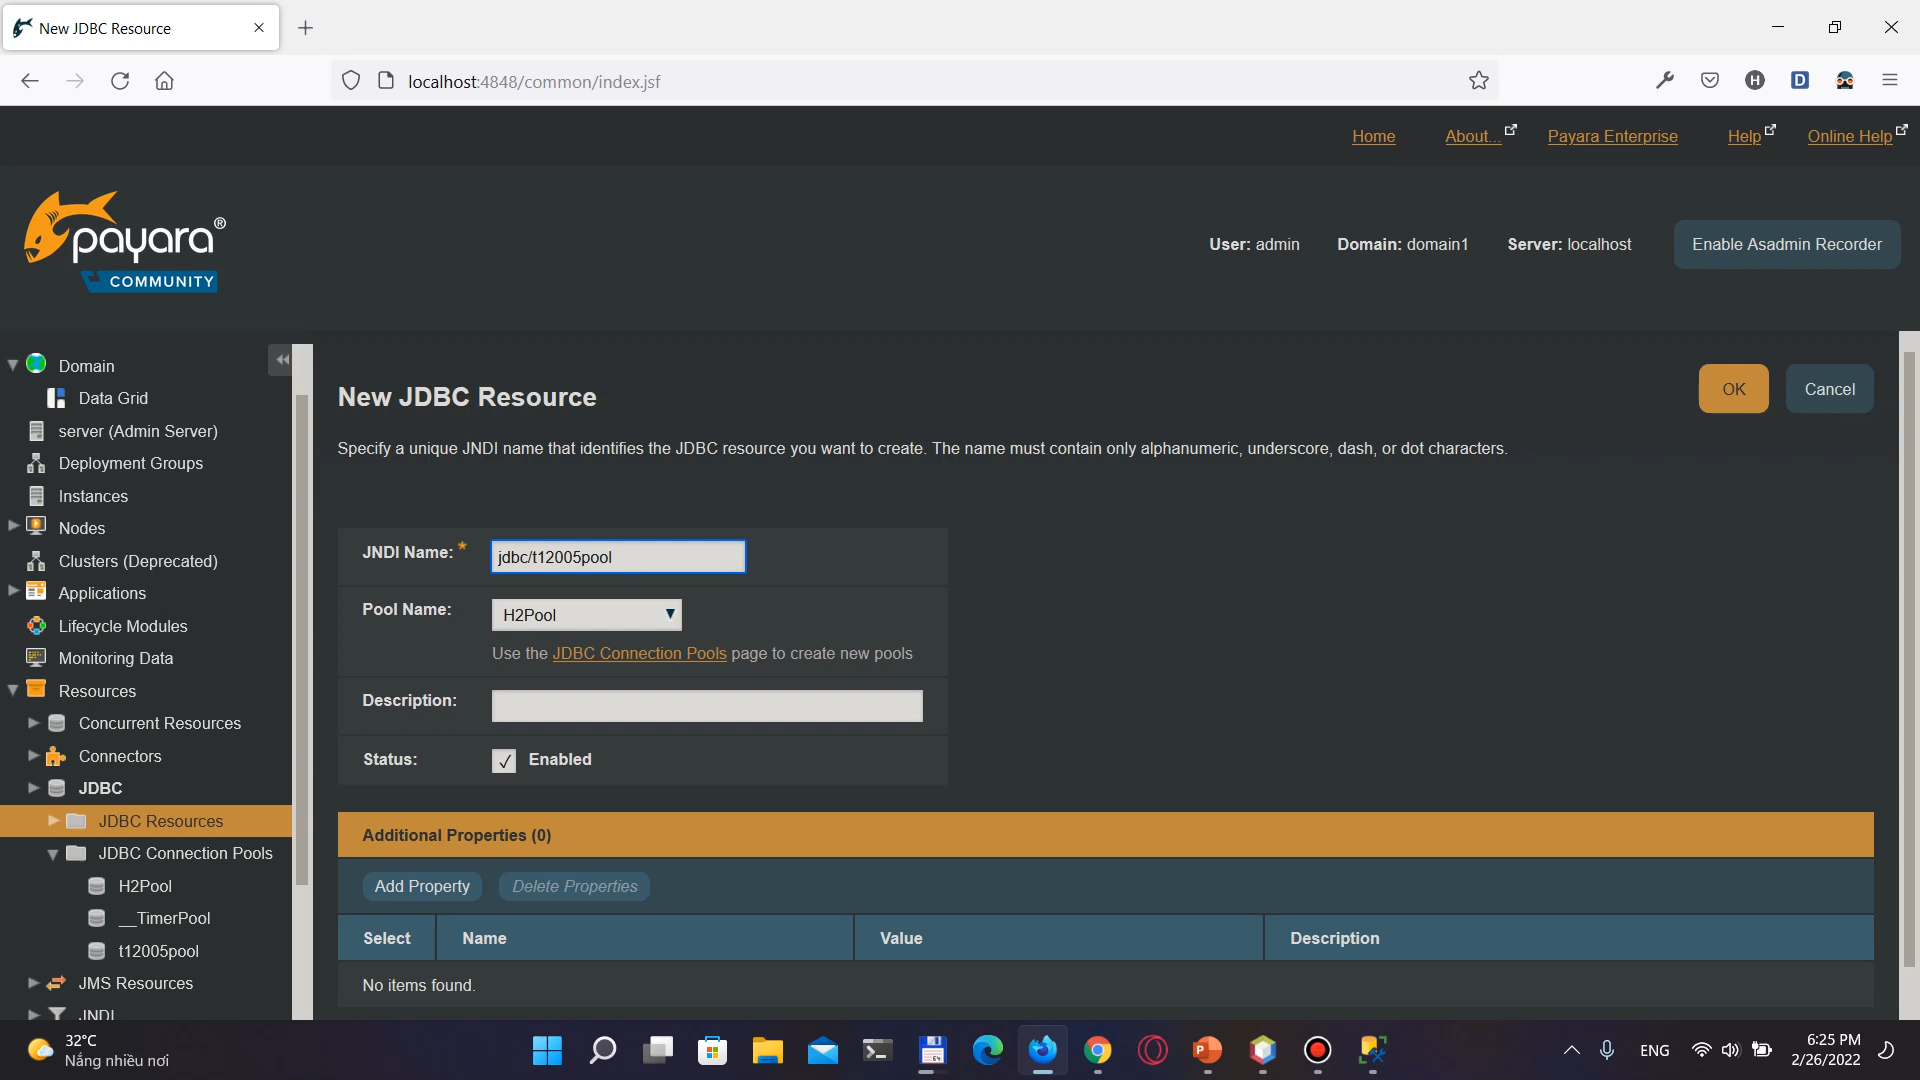 New JDBC Resource
localhost:4848/common/index.jsf
H
D
Home
About...
Payara Enterprise
Help
Online Help
payara®
COMMUNITY
User: admin
Domain: domain1
Server: localhost
Enable Asadmin Recorder
Domain
Data Grid
server (Admin Server)
Deployment Groups
Instances
Nodes
Clusters (Deprecated)
Applications
Lifecycle Modules
Monitoring Data
Resources
Concurrent Resources
Connectors
JDBC
JDBC Resources
JDBC Connection Pools
H2Pool
__TimerPool
t12005pool
JMS Resources
JNDI
New JDBC Resource
OK
Cancel
Specify a unique JNDI name that identifies the JDBC resource you want to create. The name must contain only alphanumeric, underscore, dash, or dot characters.
JNDI Name: *
jdbc/t12005pool
Pool Name:
H2Pool
Use the JDBC Connection Pools page to create new pools
Description:
Status:
Enabled
Additional Properties (0)
Add Property
Delete Properties
Select
Name
Value
Description
No items found.
32°C
Nắng nhiều nơi
64
P
ENG
6:25 PM
2/26/2022